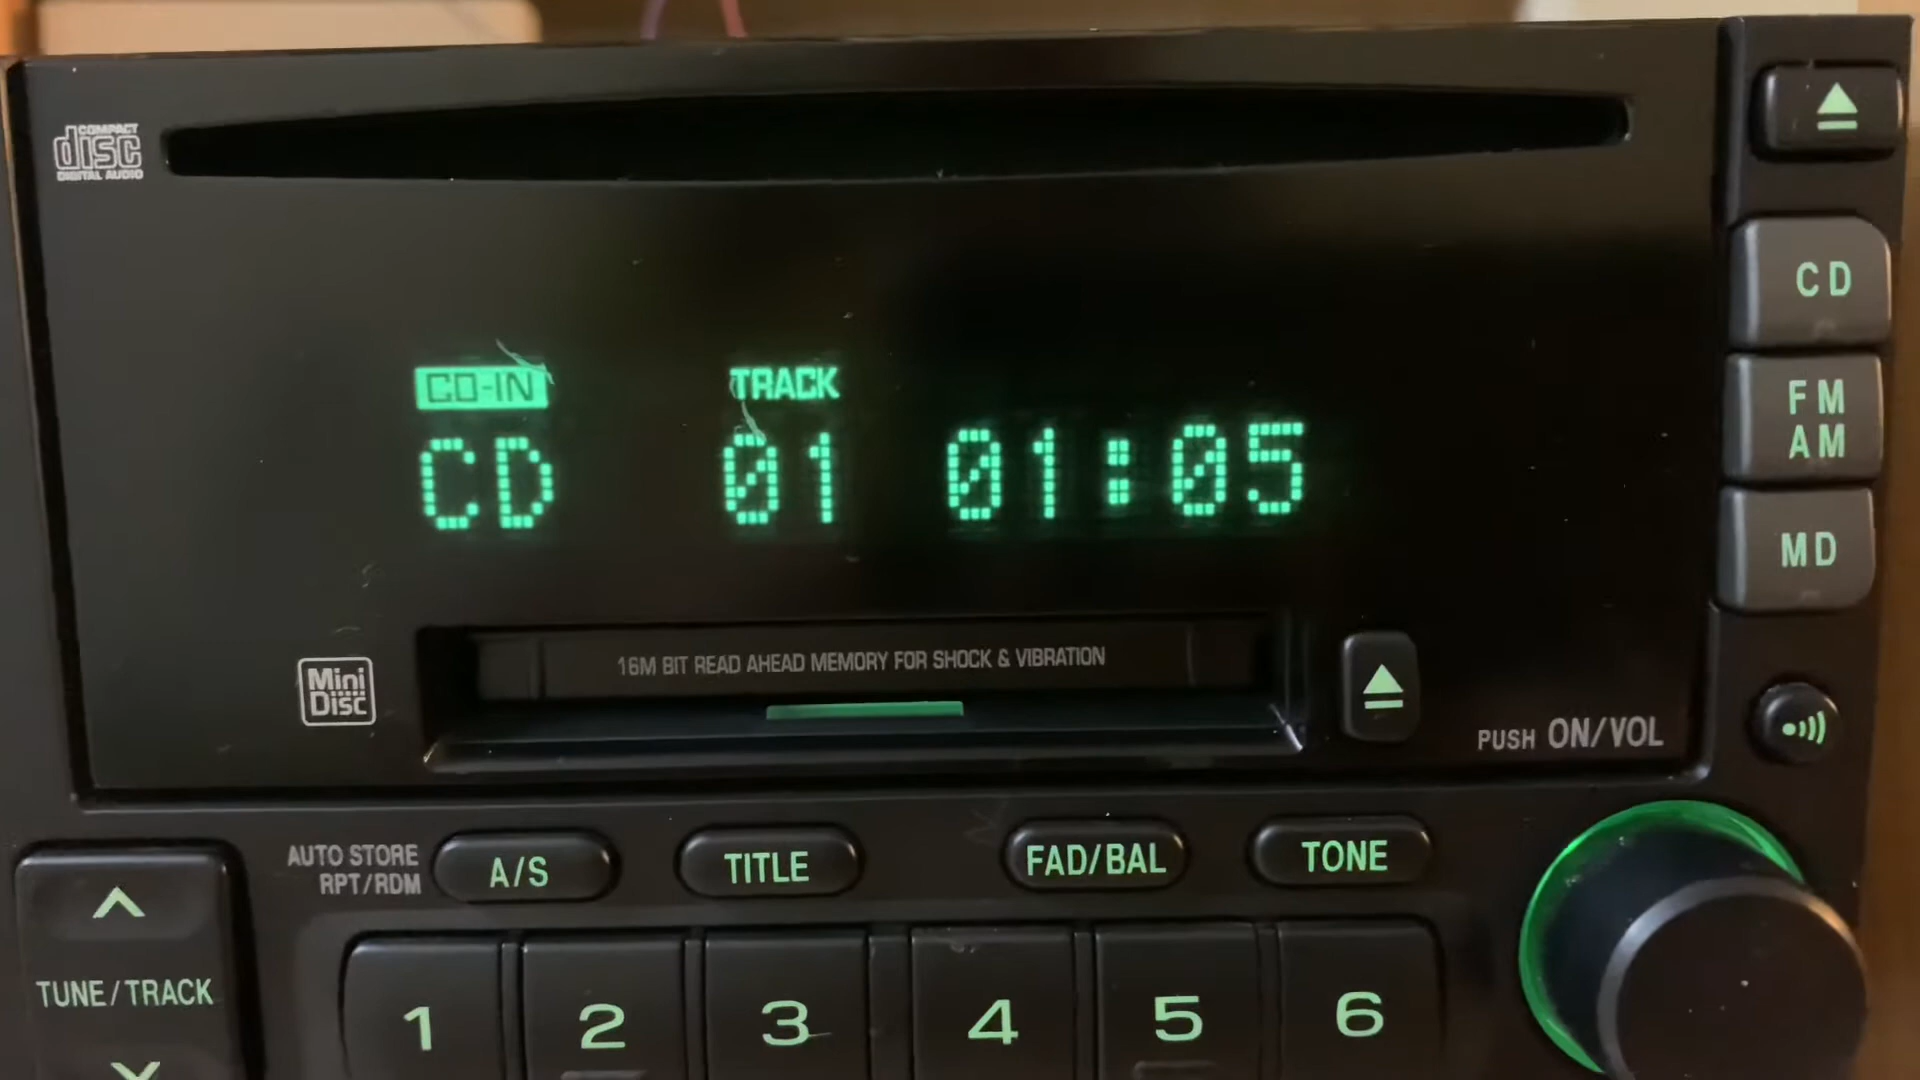 COMPACT
disc
DIGITAL AUDIO
CD
FM
AM
MD
CD-IN TRACK
CD 01 01:05
16M BIT READ AHEAD MEMORY FOR SHOCK & VIBRATION
Mini
Disc
PUSH ON/VOL
AUTO STORE
RPT/RDM
A/S
TITLE
FAD/BAL
TONE
TUNE/TRACK
1 2 3 4 5 6